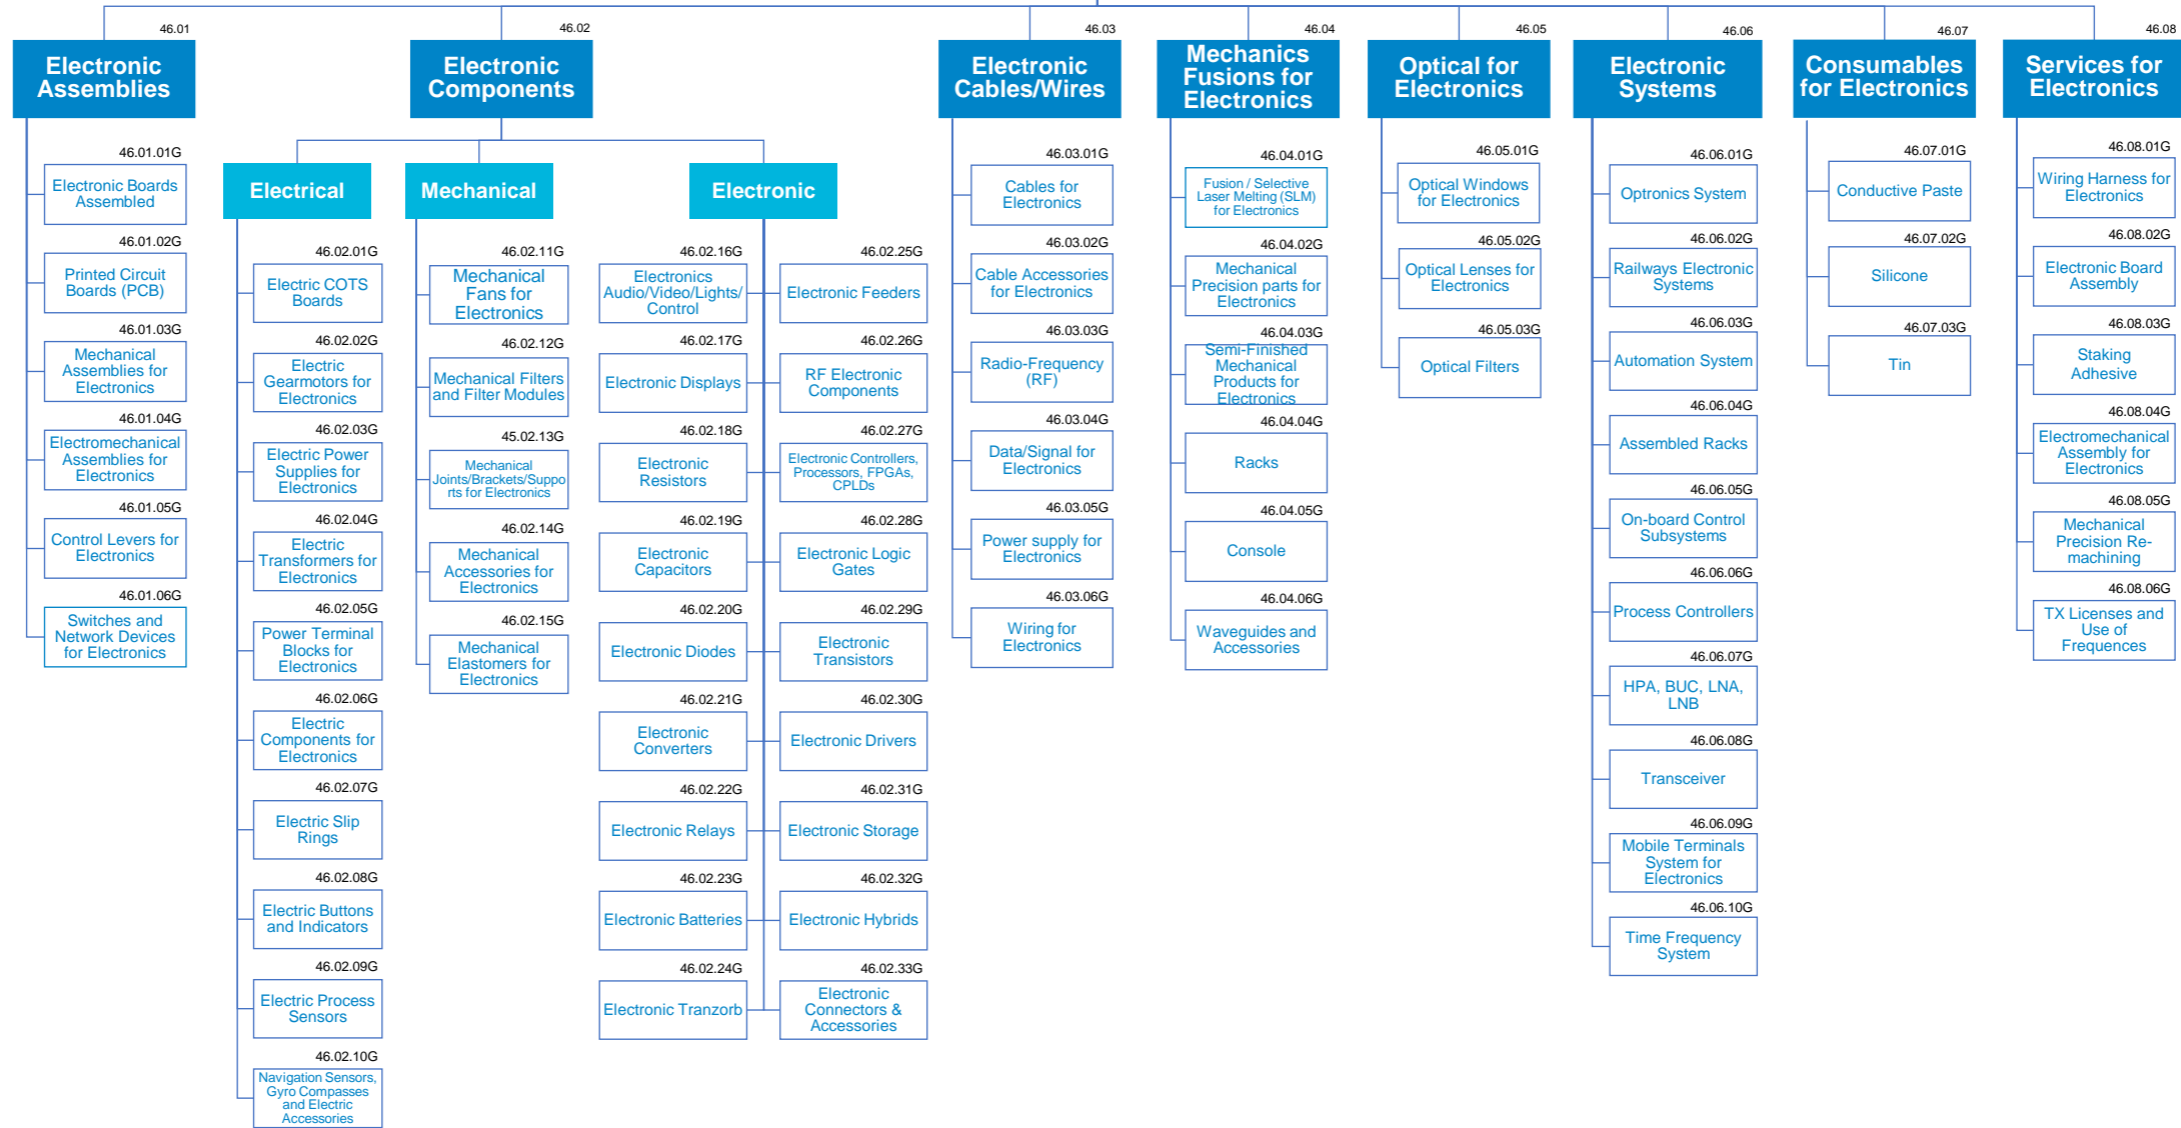 46.01
Electronic
Assemblies
46.01.01G
Electronic Boards
Assembled
46.01.02G
Printed Circuit
Boards (PCB)
46.01.03G
Mechanical
Assemblies for
Electronics
46.01.04G
Electromechanical
Assemblies for
Electronics
46.01.05G
Control Levers for
Electronics
46.01.06G
Switches and
Network Devices
for Electronics
46.02
Electronic
Components
Electrical
46.02.01G
Electric COTS
Boards
46.02.02G
Electric
Gearmotors for
Electronics
46.02.03G
Electric Power
Supplies for
Electronics
46.02.04G
Electric
Transformers for
Electronics
46.02.05G
Power Terminal
Blocks for
Electronics
46.02.06G
Electric
Components for
Electronics
46.02.07G
Electric Slip
Rings
46.02.08G
Electric Buttons
and Indicators
46.02.09G
Electric Process
Sensors
46.02.10G
Navigation Sensors,
Gyro Compasses
and Electric
Accessories
Mechanical
46.02.11G
Mechanical
Fans for
Electronics
46.02.12G
Mechanical Filters
and Filter Modules
45.02.13G
Mechanical
Joints/Brackets/Suppo
rts for Electronics
46.02.14G
Mechanical
Accessories for
Electronics
46.02.15G
Mechanical
Elastomers for
Electronics
Electronic
46.02.16G
Electronics
Audio/Video/Lights/
Control
46.02.17G
Electronic Displays
46.02.18G
Electronic
Resistors
46.02.19G
Electronic
Capacitors
46.02.20G
Electronic Diodes
46.02.21G
Electronic
Converters
46.02.22G
Electronic Relays
46.02.23G
Electronic Batteries
46.02.24G
Electronic Tranzorb
46.02.25G
Electronic Feeders
46.02.26G
RF Electronic
Components
46.02.27G
Electronic Controllers,
Processors, FPGAs,
CPLDs
46.02.28G
Electronic Logic
Gates
46.02.29G
Electronic
Transistors
46.02.30G
Electronic Drivers
46.02.31G
Electronic Storage
46.02.32G
Electronic Hybrids
46.02.33G
Electronic
Connectors &
Accessories
46.03
Electronic
Cables/Wires
46.03.01G
Cables for
Electronics
46.03.02G
Cable Accessories
for Electronics
46.03.03G
Radio-Frequency
(RF)
46.03.04G
Data/Signal for
Electronics
46.03.05G
Power supply for
Electronics
46.03.06G
Wiring for
Electronics
46.04
Mechanics
Fusions for
Electronics
46.04.01G
Fusion / Selective
Laser Melting (SLM)
for Electronics
46.04.02G
Mechanical
Precision parts for
Electronics
46.04.03G
Semi-Finished
Mechanical
Products for
Electronics
46.04.04G
Racks
46.04.05G
Console
46.04.06G
Waveguides and
Accessories
46.05
Optical for
Electronics
46.05.01G
Optical Windows
for Electronics
46.05.02G
Optical Lenses for
Electronics
46.05.03G
Optical Filters
46.06
Electronic
Systems
46.06.01G
Optronics System
46.06.02G
Railways Electronic
Systems
46.06.03G
Automation System
46.06.04G
Assembled Racks
46.06.05G
On-board Control
Subsystems
46.06.06G
Process Controllers
46.06.07G
HPA, BUC, LNA,
LNB
46.06.08G
Transceiver
46.06.09G
Mobile Terminals
System for
Electronics
46.06.10G
Time Frequency
System
46.07
Consumables
for Electronics
46.07.01G
Conductive Paste
46.07.02G
Silicone
46.07.03G
Tin
46.08
Services for
Electronics
46.08.01G
Wiring Harness for
Electronics
46.08.02G
Electronic Board
Assembly
46.08.03G
Staking
Adhesive
46.08.04G
Electromechanical
Assembly for
Electronics
46.08.05G
Mechanical
Precision Re-
machining
46.08.06G
TX Licenses and
Use of
Frequences